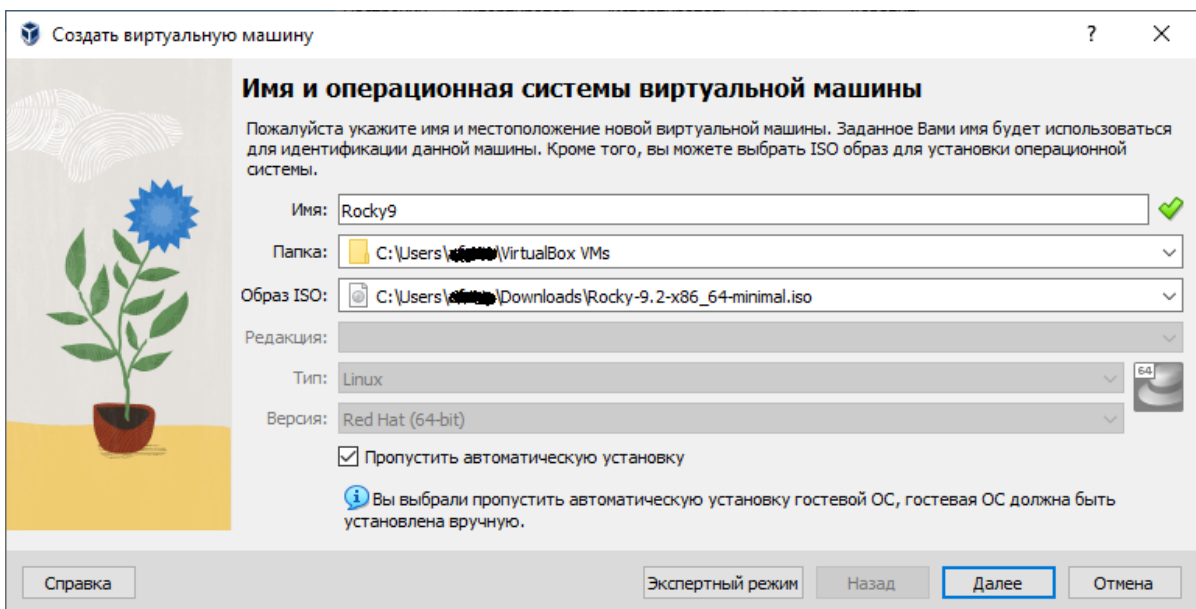 Создать виртуальную машину
?
Имя и операционная системы виртуальной машины
Пожалуйста укажите имя и местоположение новой виртуальной машины. Заданное Вами имя будет использоваться
для идентификации данной машины. Кроме того, вы можете выбрать ISO образ для установки операционной
системы.
Имя: Rocky9
Папка: C:\Users\ \VirtualBox VMs
Образ ISO: C:\Users\ \Downloads\Rocky-9.2-x86_64-minimal.iso
Редакция:
Тип: Linux
64
Версия: Red Hat (64-bit)
Пропустить автоматическую установку
Вы выбрали пропустить автоматическую установку гостевой ОС, гостевая ОС должна быть
установлена вручную.
Справка Экспертный режим Назад Далее Отмена